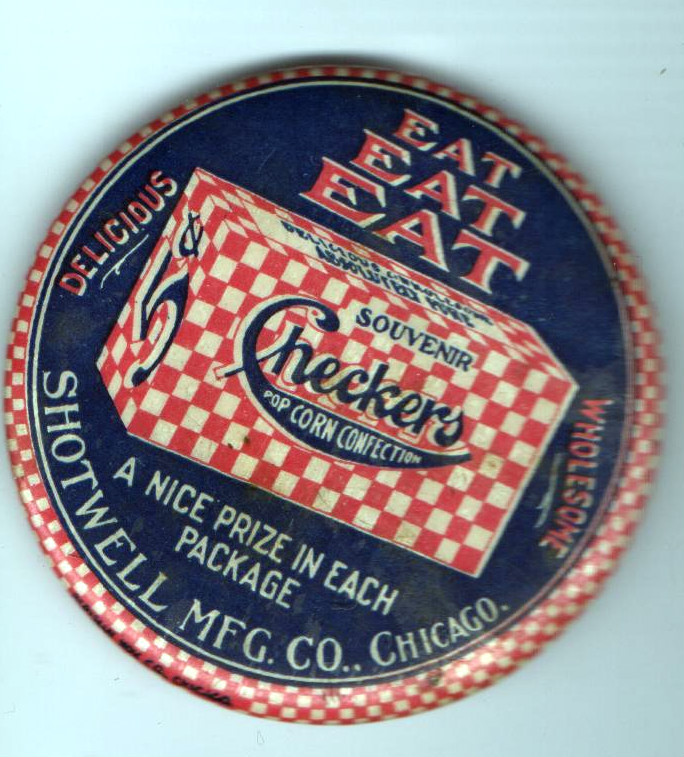 EAT
EAT
EAT
DELICIOUS
5¢
SOUVENIR
Checkers
POP CORN CONFECTION
WHOLESOME
A NICE PRIZE IN EACH
PACKAGE
SHOTWELL MFG. CO., CHICAGO.